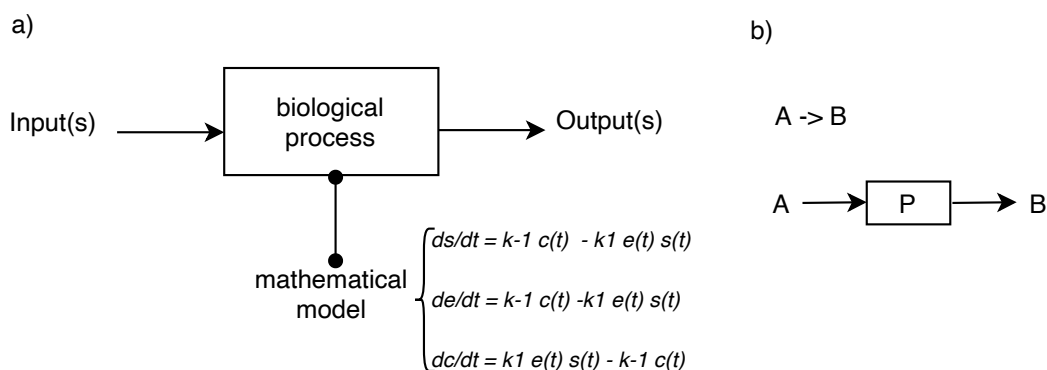 a)
Input(s)
biological
process
Output(s)
mathematical
model
ds/dt = k-1 c(t) - k1 e(t) s(t)
de/dt = k-1 c(t) -k1 e(t) s(t)
dc/dt = k1 e(t) s(t) - k-1 c(t)
b)
A -> B
A
P
B